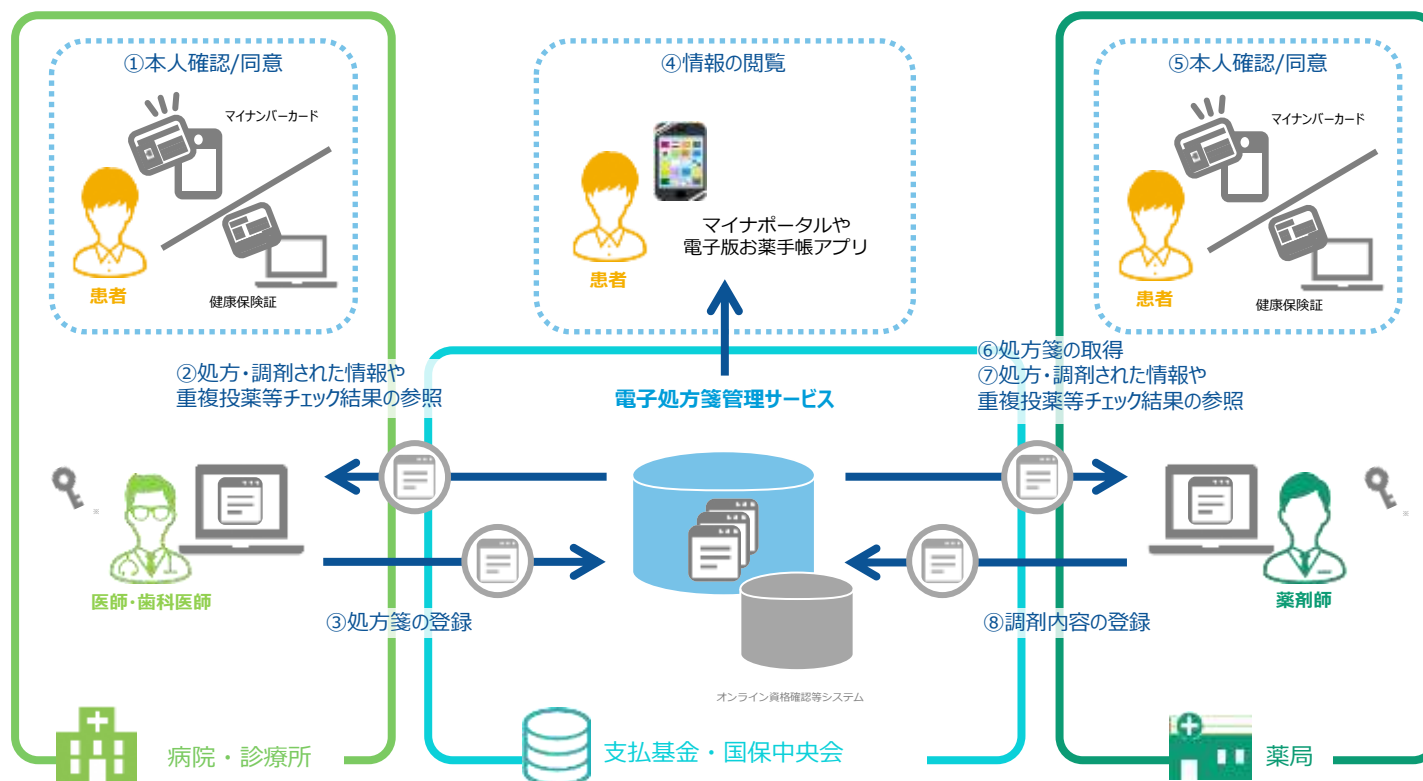 ①本人確認/同意
マイナンバーカード
患者
健康保険証
④情報の閲覧
マイナポータルや
電子版お薬手帳アプリ
患者
⑤本人確認/同意
マイナンバーカード
患者
健康保険証
②処方・調剤された情報や
重複投薬等チェック結果の参照
電子処方箋管理サービス
⑥処方箋の取得
⑦処方・調剤された情報や
重複投薬等チェック結果の参照
※
医師・歯科医師
③処方箋の登録
※
薬剤師
⑧調剤内容の登録
オンライン資格確認等システム
病院・診療所
支払基金・国保中央会
薬局